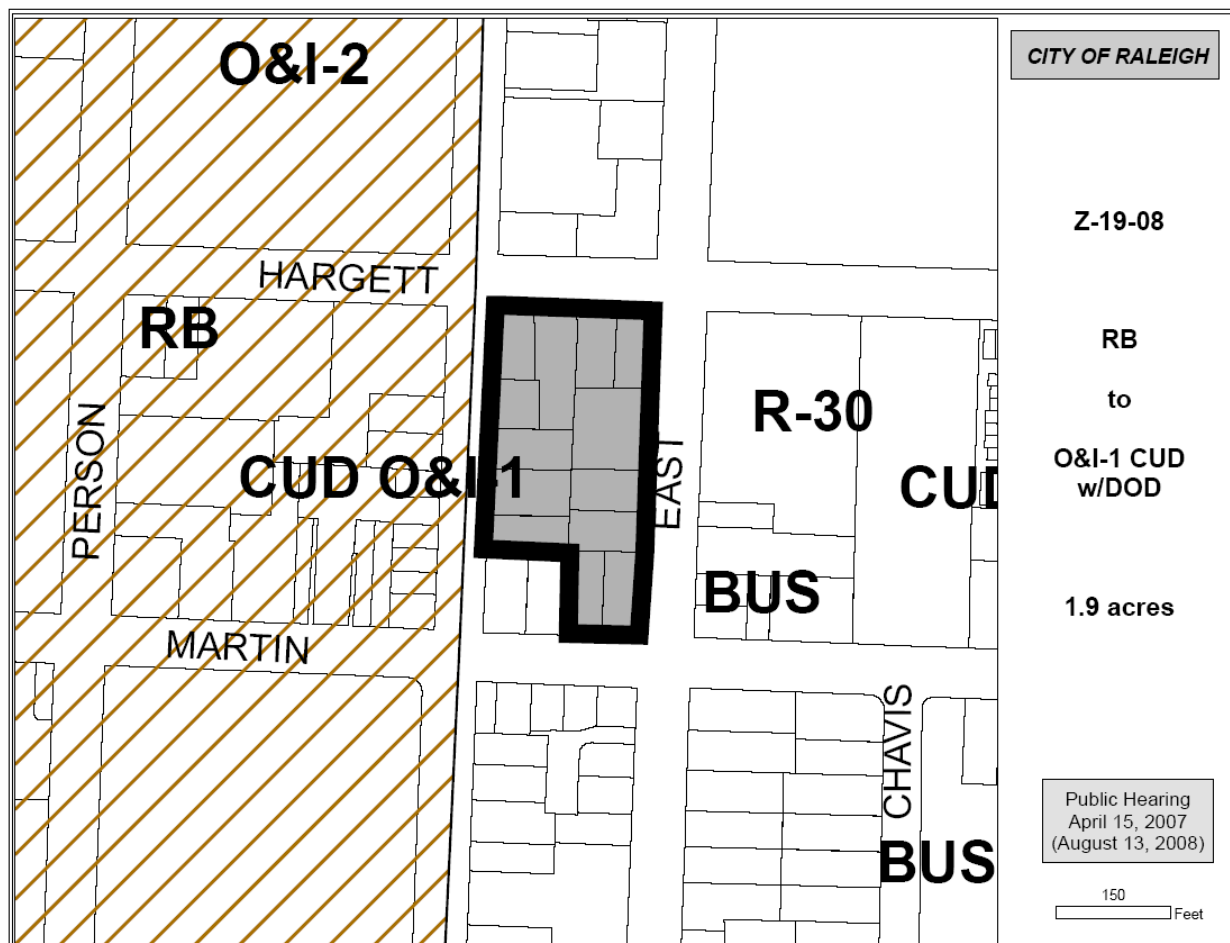 O&I-2
CITY OF RALEIGH
Z-19-08
HARGETT
RB
RB
to
O&I-1 CUD
w/DOD
PERSON
R-30
CUD O&I-1
EAST
CUD
BUS
1.9 acres
MARTIN
CHAVIS
BUS
Public Hearing
April 15, 2007
(August 13, 2008)
150
Feet